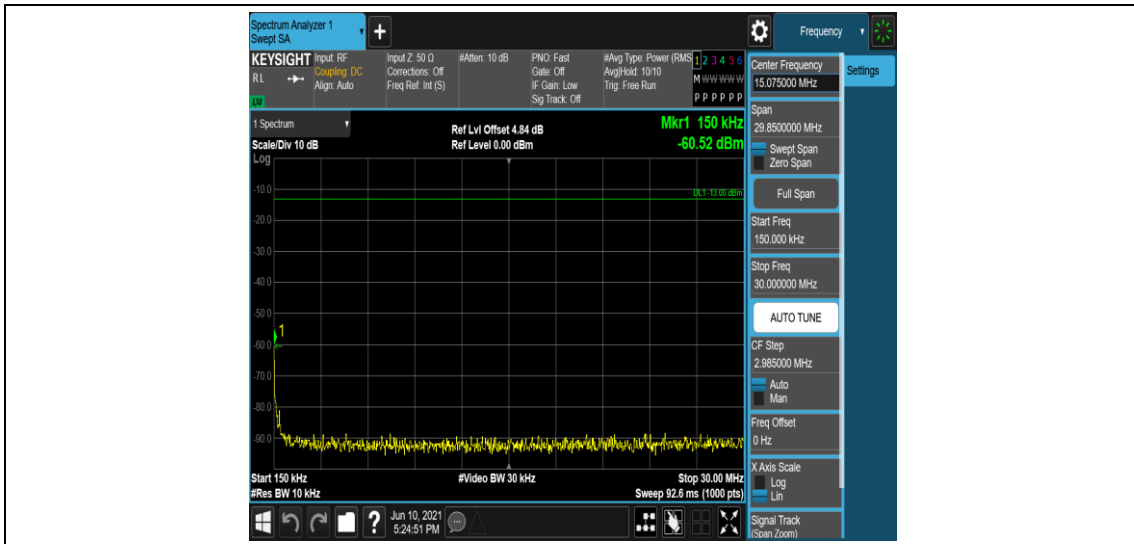 Spectrum Analyzer 1
Swept SA
+
Frequency
KEYSIGHT
R L
LXI
Input: RF
Coupling: DC
Align: Auto
Input Z: 50 Ω
Corrections: Off
Freq Ref: Int (S)
#Atten: 10 dB
PNO: Fast
Gate: Off
IF Gain: Low
Sig Track: Off
#Avg Type: Power (RMS
Avg|Hold: 10/10
Trig: Free Run
1 2 3 4 5 6
M W W W W W
P P P P P P
1 Spectrum
Scale/Div 10 dB
Log
Ref Lvl Offset 4.84 dB
Ref Level 0.00 dBm
Mkr1 150 kHz
-60.52 dBm
DL1 -13.00 dBm
-10.0
-20.0
-30.0
-40.0
-50.0
1
-60.0
-70.0
-80.0
-90.0
Start 150 kHz
#Res BW 10 kHz
#Video BW 30 kHz
Stop 30.00 MHz
Sweep 92.6 ms (1000 pts)
?
Jun 10, 2021
5:24:51 PM
Center Frequency
15.075000 MHz
Settings
Span
29.8500000 MHz
Swept Span
Zero Span
Full Span
Start Freq
150.000 kHz
Stop Freq
30.000000 MHz
AUTO TUNE
CF Step
2.985000 MHz
Auto
Man
Freq Offset
0 Hz
X Axis Scale
Log
Lin
Signal Track
(Span Zoom)